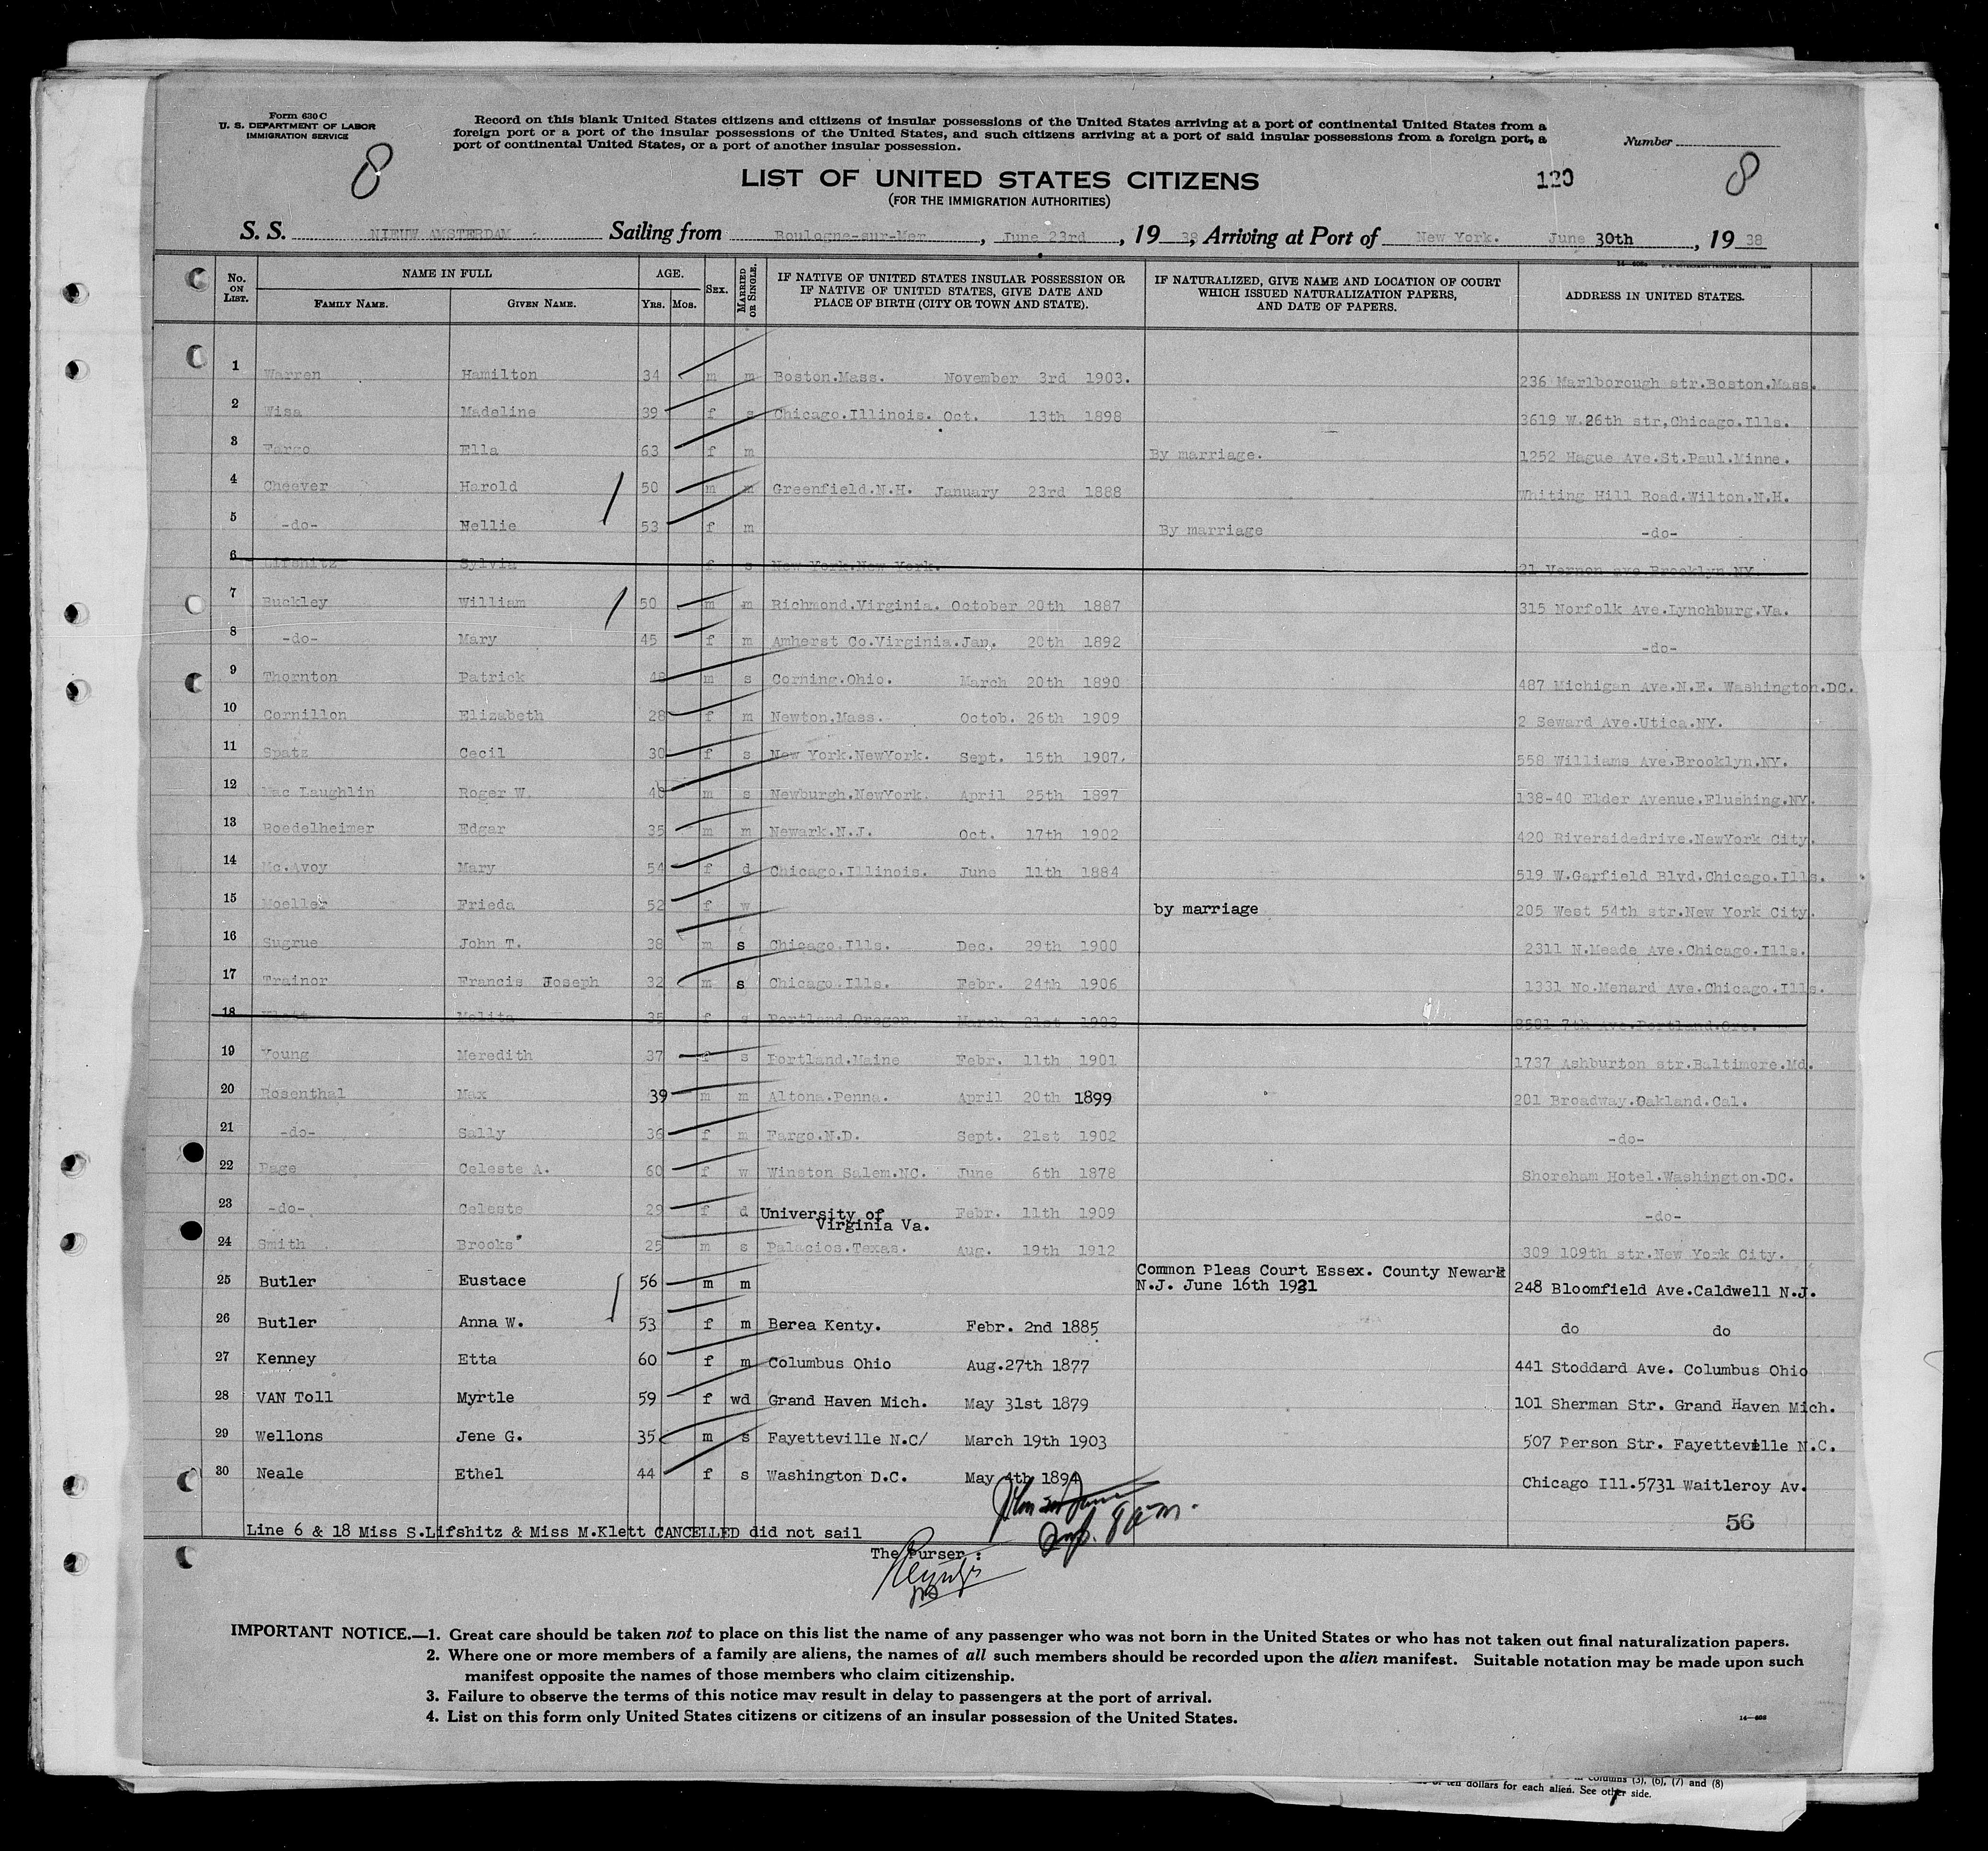 Form 630 C
U. S. DEPARTMENT OF LABOR
IMMIGRATION SERVICE
8
Record on this blank United States citizens and citizens of insular possessions of the United States arriving at a port of continental United States from a
foreign port or a port of the insular possessions of the United States, and such citizens arriving at a port of said insular possessions from a foreign port, a
port of continental United States, or a port of another insular possession.
Number
LIST OF UNITED STATES CITIZENS
(FOR THE IMMIGRATION AUTHORITIES)
120 8
S. S. NIEUW AMSTERDAM Sailing from Boulogne-sur-Mer, June 23rd, 19 38, Arriving at Port of New York. June 30th, 19 38
No. ON LIST. NAME IN FULL FAMILY NAME. GIVEN NAME. AGE. YRS. MOS. SEX. MARRIED OR SINGLE. IF NATIVE OF UNITED STATES INSULAR POSSESSION OR IF NATIVE OF UNITED STATES, GIVE DATE AND PLACE OF BIRTH (CITY OR TOWN AND STATE). IF NATURALIZED, GIVE NAME AND LOCATION OF COURT WHICH ISSUED NATURALIZATION PAPERS, AND DATE OF PAPERS. ADDRESS IN UNITED STATES.
1 Warren Hamilton 34 m m Boston.Mass. November 3rd 1903. 236 Marlborough str.Boston.Mass.
2 Wisa Madeline 39 f s Chicago.Illinois. Oct. 13th 1898 3619 W.26th str,Chicago.Ills.
3 Fargo Ella 63 f m By marriage. 1252 Hague Ave.St.Paul.Minne.
4 Cheever Harold 50 m m Greenfield.N.H. January 23rd 1888 Whiting Hill Road.Wilton.N.H.
5 -do- Nellie 53 f m By marriage -do-
6 Lifshitz Sylvia f s New York.New York. 21 Vernon ave.Brooklyn.NY.
7 Buckley William 50 m m Richmond.Virginia. October 20th 1887 315 Norfolk Ave.Lynchburg.Va.
8 -do- Mary 45 f m Amherst Co.Virginia.Jan. 20th 1892 -do-
9 Thornton Patrick 48 m s Corning.Ohio. March 20th 1890 487 Michigan Ave.N.E. Washington.DC.
10 Cornillon Elizabeth 28 f m Newton.Mass. Octob. 26th 1909 2 Seward Ave.Utica.NY.
11 Spatz Cecil 30 f s New York.NewYork. Sept. 15th 1907. 558 Williams Ave.Brooklyn.NY.
12 Mac Laughlin Roger W. m s Newburgh.NewYork. April 25th 1897 138-40 Elder Avenue.Flushing.NY.
13 Boedelheimer Edgar 35 m m Newark.N.J. Oct. 17th 1902 420 Riversidedrive.NewYork City.
14 Mc.Avoy Mary 54 f d Chicago.Illinois. June 11th 1884 519 W.Garfield Blvd.Chicago.Ills.
15 Moeller Frieda 52 f w by marriage 205 West 54th str.New York City.
16 Sugrue John T. 38 m s Chicago.Ills. Dec. 29th 1900 2311 N.Meade Ave.Chicago.Ills.
17 Trainor Francis Joseph 32 m s Chicago.Ills. Febr. 24th 1906 1331 No.Menard Ave.Chicago.Ills.
18 Klett Melita 35 f s Portland.Oregon. March 21st 1903 7th Ave.Portland.Ore.
19 Young Meredith 37 f s Portland.Maine Febr. 11th 1901 1737 Ashburton str.Baltimore.Md.
20 Rosenthal Max 39 m m Altona.Penna. April 20th 1899 201 Broadway.Oakland.Cal.
21 -do- Sally 36 f m Fargo.N.D. Sept. 21st 1902 -do-
22 Page Celeste A. 60 f w Winston Salem.NC. June 6th 1878 Shoreham Hotel.Washington.DC.
23 -do- Celeste 29 f d University of Virginia Va. Febr. 11th 1909 -do-
24 Smith Brooks 25 m s Palacios.Texas. Aug. 19th 1912 309 109th str.New York City.
25 Butler Eustace 56 m m Common Pleas Court Essex. County Newark N.J. June 16th 1921 248 Bloomfield Ave.Caldwell N.J.
26 Butler Anna W. 53 f m Berea Kenty. Febr. 2nd 1885 do do
27 Kenney Etta 60 f m Columbus Ohio Aug.27th 1877 441 Stoddard Ave. Columbus Ohio
28 VAN Toll Myrtle 59 f wd Grand Haven Mich. May 31st 1879 101 Sherman Str. Grand Haven Mich.
29 Wellons Jene G. 35 m s Fayetteville N.C/ March 19th 1903 507 Person Str. Fayetteville N.C.
30 Neale Ethel 44 f s Washington D.C. May 4th 1894 Chicago Ill.5731 Waitleroy Av.
Line 6 & 18 Miss S.Lifshitz & Miss M.Klett CANCELLED did not sail
56
The Purser :
IMPORTANT NOTICE.—1. Great care should be taken not to place on this list the name of any passenger who was not born in the United States or who has not taken out final naturalization papers.
2. Where one or more members of a family are aliens, the names of all such members should be recorded upon the alien manifest. Suitable notation may be made upon such
manifest opposite the names of those members who claim citizenship.
3. Failure to observe the terms of this notice may result in delay to passengers at the port of arrival.
4. List on this form only United States citizens or citizens of an insular possession of the United States.
14—608
columns (3), (6), (7) and (8)
of ten dollars for each alien. See other side.